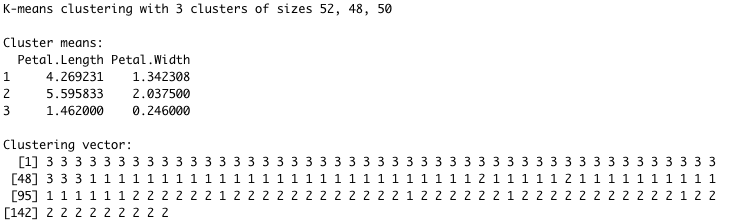 K-means clustering with 3 clusters of sizes 52, 48, 50
Cluster means:
Petal.Length Petal.Width
1 4.269231 1.342308
2 5.595833 2.037500
3 1.462000 0.246000
Clustering vector:
[1] 3 3 3 3 3 3 3 3 3 3 3 3 3 3 3 3 3 3 3 3 3 3 3 3 3 3 3 3 3 3 3 3 3 3 3 3 3 3 3 3 3 3 3 3 3 3 3
[48] 3 3 3 1 1 1 1 1 1 1 1 1 1 1 1 1 1 1 1 1 1 1 1 1 1 1 1 1 1 1 2 1 1 1 1 1 2 1 1 1 1 1 1 1 1 1 1
[95] 1 1 1 1 1 1 2 2 2 2 2 2 1 2 2 2 2 2 2 2 2 2 2 2 2 1 2 2 2 2 2 2 1 2 2 2 2 2 2 2 2 2 2 2 1 2 2
[142] 2 2 2 2 2 2 2 2 2